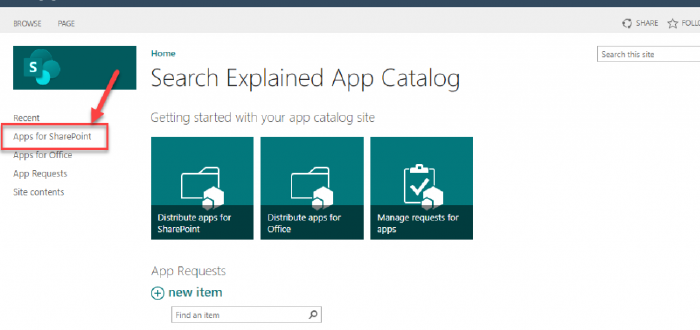 BROWSE PAGE SHARE
S
Home
Search this site
Search Explained App Catalog
Recent
Apps for SharePoint
Apps for Office
App Requests
Site contents
Getting started with your app catalog site
Distribute apps for
SharePoint
Distribute apps for
Office
Manage requests for
apps
App Requests
new item
Find an item